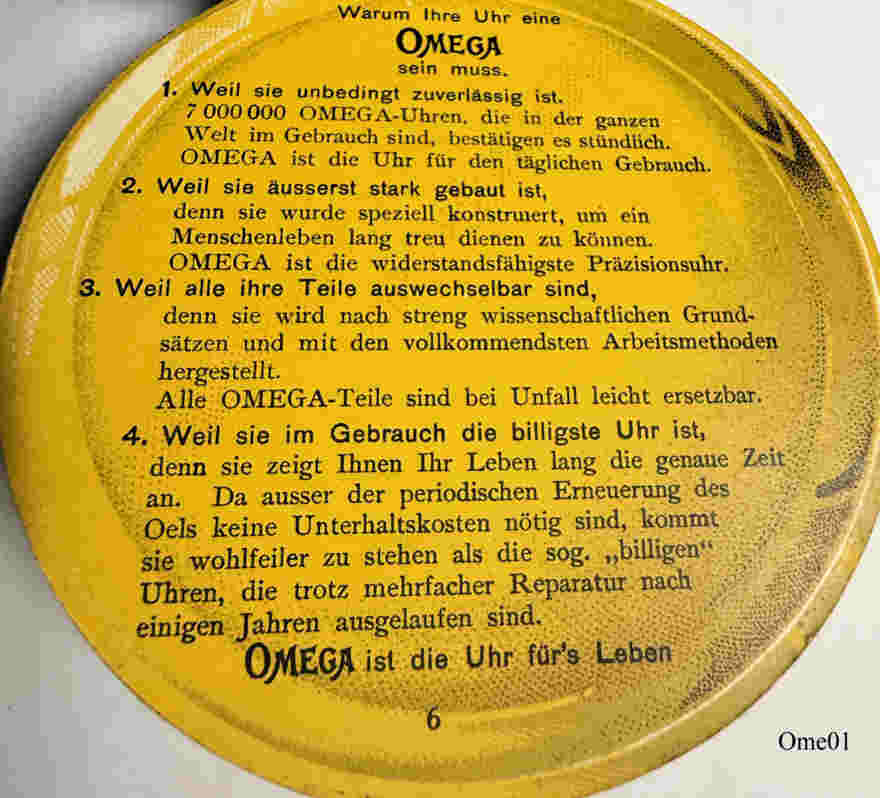 Warum Ihre Uhr eine
OMEGA
sein muss.
1. Weil sie unbedingt zuverlässig ist.
7 000 000 OMEGA-Uhren, die in der ganzen
Welt im Gebrauch sind, bestätigen es stündlich.
OMEGA ist die Uhr für den täglichen Gebrauch.
2. Weil sie äusserst stark gebaut ist,
denn sie wurde speziell konstruiert, um ein
Menschenleben lang treu dienen zu können.
OMEGA ist die widerstandsfähigste Präzisionsuhr.
3. Weil alle ihre Teile auswechselbar sind,
denn sie wird nach streng wissenschaftlichen Grund-
sätzen und mit den vollkommendsten Arbeitsmethoden
hergestellt.
Alle OMEGA-Teile sind bei Unfall leicht ersetzbar.
4. Weil sie im Gebrauch die billigste Uhr ist,
denn sie zeigt Ihnen Ihr Leben lang die genaue Zeit
an. Da ausser der periodischen Erneuerung des
Oels keine Unterhaltskosten nötig sind, kommt
sie wohlfeiler zu stehen als die sog. „billigen“
Uhren, die trotz mehrfacher Reparatur nach
einigen Jahren ausgelaufen sind.
OMEGA ist die Uhr für's Leben
6
Ome01